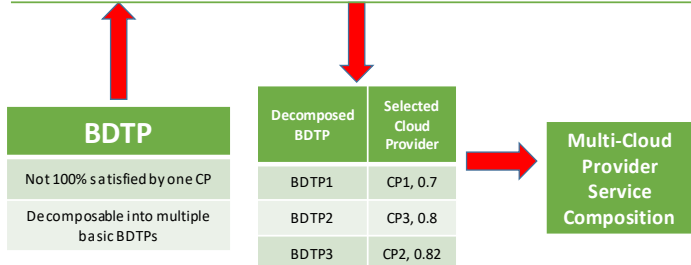 BDTP
Not 100% satisfied by one CP
Decomposable into multiple
basic BDTPs
Decomposed
BDTP
Selected
Cloud
Provider
BDTP1
CP1, 0.7
BDTP2
CP3, 0.8
BDTP3
CP2, 0.82
Multi-Cloud
Provider
Service
Composition